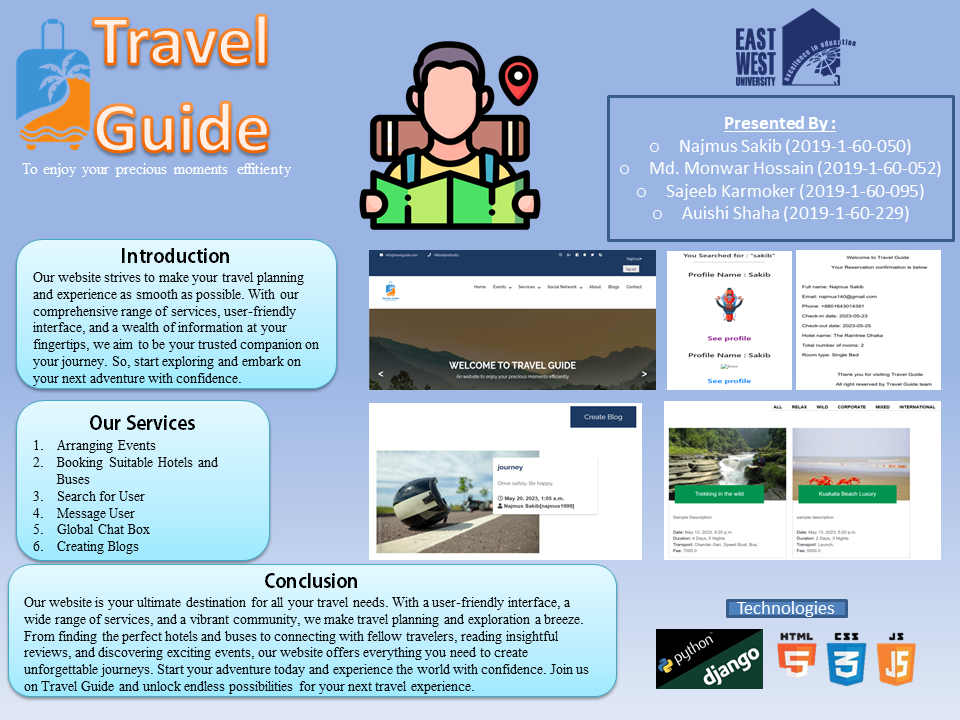 Travel
Guide
To enjoy your precious moments effitienty
EAST
WEST
UNIVERSITY
excellence in education
Presented By :
o Najmus Sakib (2019-1-60-050)
o Md. Monwar Hossain (2019-1-60-052)
o Sajeeb Karmoker (2019-1-60-095)
o Auishi Shaha (2019-1-60-229)
Introduction
Our website strives to make your travel planning
and experience as smooth as possible. With our
comprehensive range of services, user-friendly
interface, and a wealth of information at your
fingertips, we aim to be your trusted companion on
your journey. So, start exploring and embark on
your next adventure with confidence.
Najmus
Log out
Home Events Services Social Network About Blogs Contact
WELCOME TO TRAVEL GUIDE
An website to enjoy your precious moments efficiently
< >
You Searched for : "sakib"
Profile Name : Sakib
See profile
Profile Name : Sakib
See profile
Welcome to Travel Guide
Your Reservation confirmation is below
Full name: Najmus Sakib
Email: najmus140@gmail.com
Phone: +8801643014391
Check-in date: 2023-05-23
Check-out date: 2023-05-25
Hotel name: The Raintree Dhaka
Total number of rooms: 2
Room type: Single Bed
Thank you for visiting Travel Guide
All right reserved by Travel Guide team
Our Services
1. Arranging Events
2. Booking Suitable Hotels and
Buses
3. Search for User
4. Message User
5. Global Chat Box
6. Creating Blogs
Create Blog
journey
Drive safely. Be happy.
May 20, 2023, 1:05 a.m.
Najmus Sakib[najmus1999]
ALL RELAX WILD CORPORATE MIXED INTERNATIONAL
Trekking in the wild
Sample Description
Date: May 13, 2023, 5:35 p.m.
Duration: 4 Days, 5 Nights
Transport: Chander Gari, Speed Boat, Bus,
Fee: 7000.0
Kuakata Beach Luxury
sample description
Date: May 13, 2023, 5:35 p.m.
Duration: 2 Days, 3 Nights
Transport: Launch,
Fee: 5000.0
Conclusion
Our website is your ultimate destination for all your travel needs. With a user-friendly interface, a
wide range of services, and a vibrant community, we make travel planning and exploration a breeze.
From finding the perfect hotels and buses to connecting with fellow travelers, reading insightful
reviews, and discovering exciting events, our website offers everything you need to create
unforgettable journeys. Start your adventure today and experience the world with confidence. Join us
on Travel Guide and unlock endless possibilities for your next travel experience.
Technologies
python
django
HTML
5
CSS
3
JS
JS